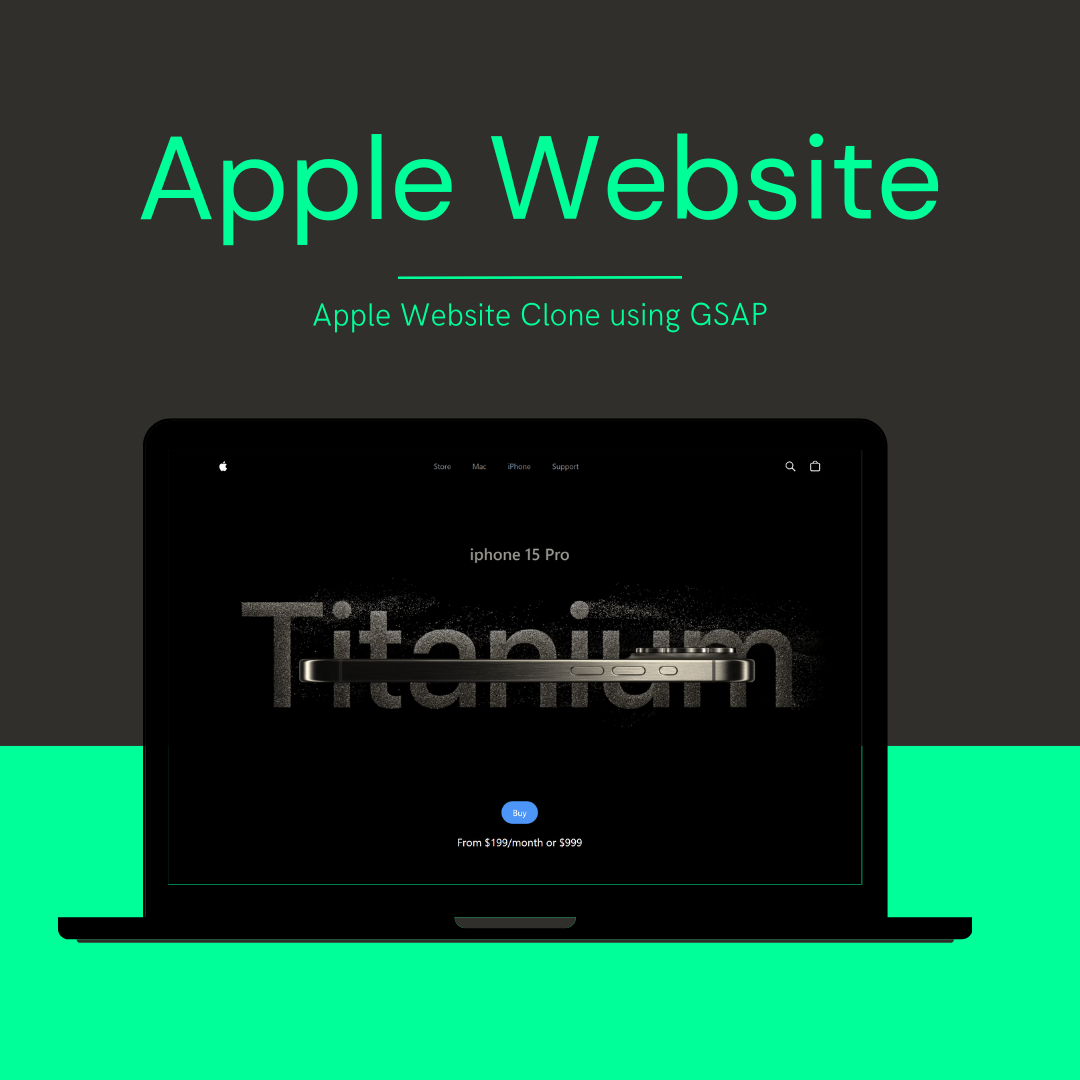 Apple Website
Apple Website Clone using GSAP
Store Mac iPhone Support
iphone 15 Pro
Titanium
Buy
From $199/month or $999